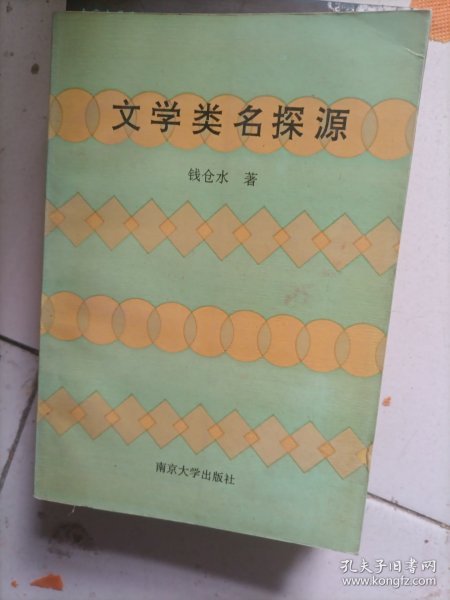 文学类名探源
钱仓水 著
南京大学出版社
孔夫子旧书网
www.kongfz.com